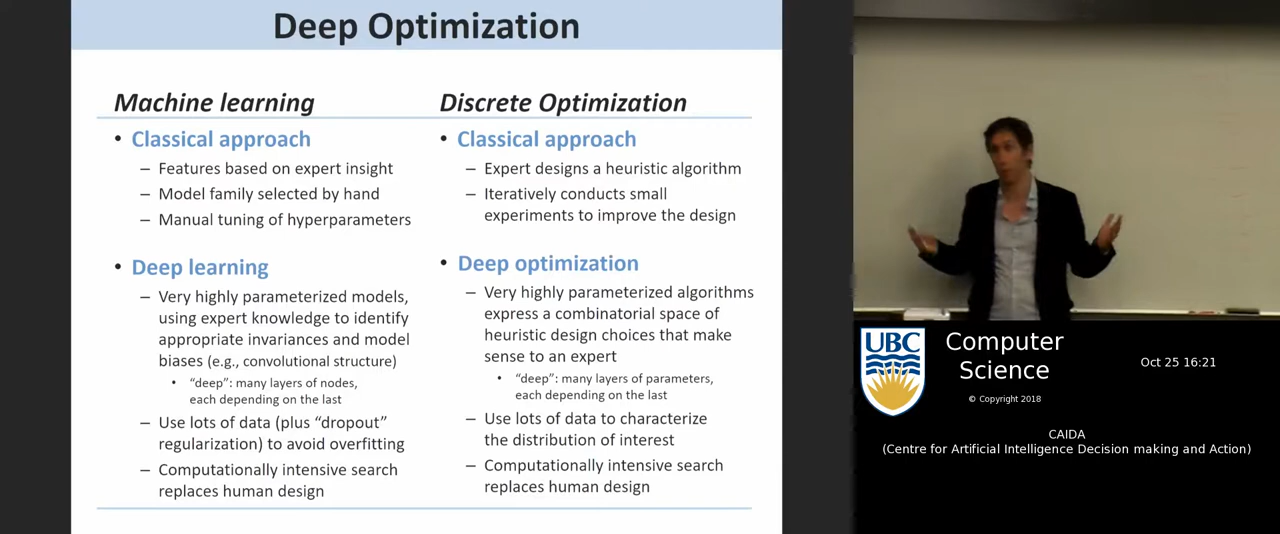 Deep Optimization
Machine learning
• Classical approach
– Features based on expert insight
– Model family selected by hand
– Manual tuning of hyperparameters
• Deep learning
– Very highly parameterized models,
using expert knowledge to identify
appropriate invariances and model
biases (e.g., convolutional structure)
• “deep”: many layers of nodes,
each depending on the last
– Use lots of data (plus “dropout”
regularization) to avoid overfitting
– Computationally intensive search
replaces human design
Discrete Optimization
• Classical approach
– Expert designs a heuristic algorithm
– Iteratively conducts small
experiments to improve the design
• Deep optimization
– Very highly parameterized algorithms
express a combinatorial space of
heuristic design choices that make
sense to an expert
• “deep”: many layers of parameters,
each depending on the last
– Use lots of data to characterize
the distribution of interest
– Computationally intensive search
replaces human design
UBC
Computer
Science
© Copyright 2018
Oct 25 16:21
CAIDA
(Centre for Artificial Intelligence Decision making and Action)